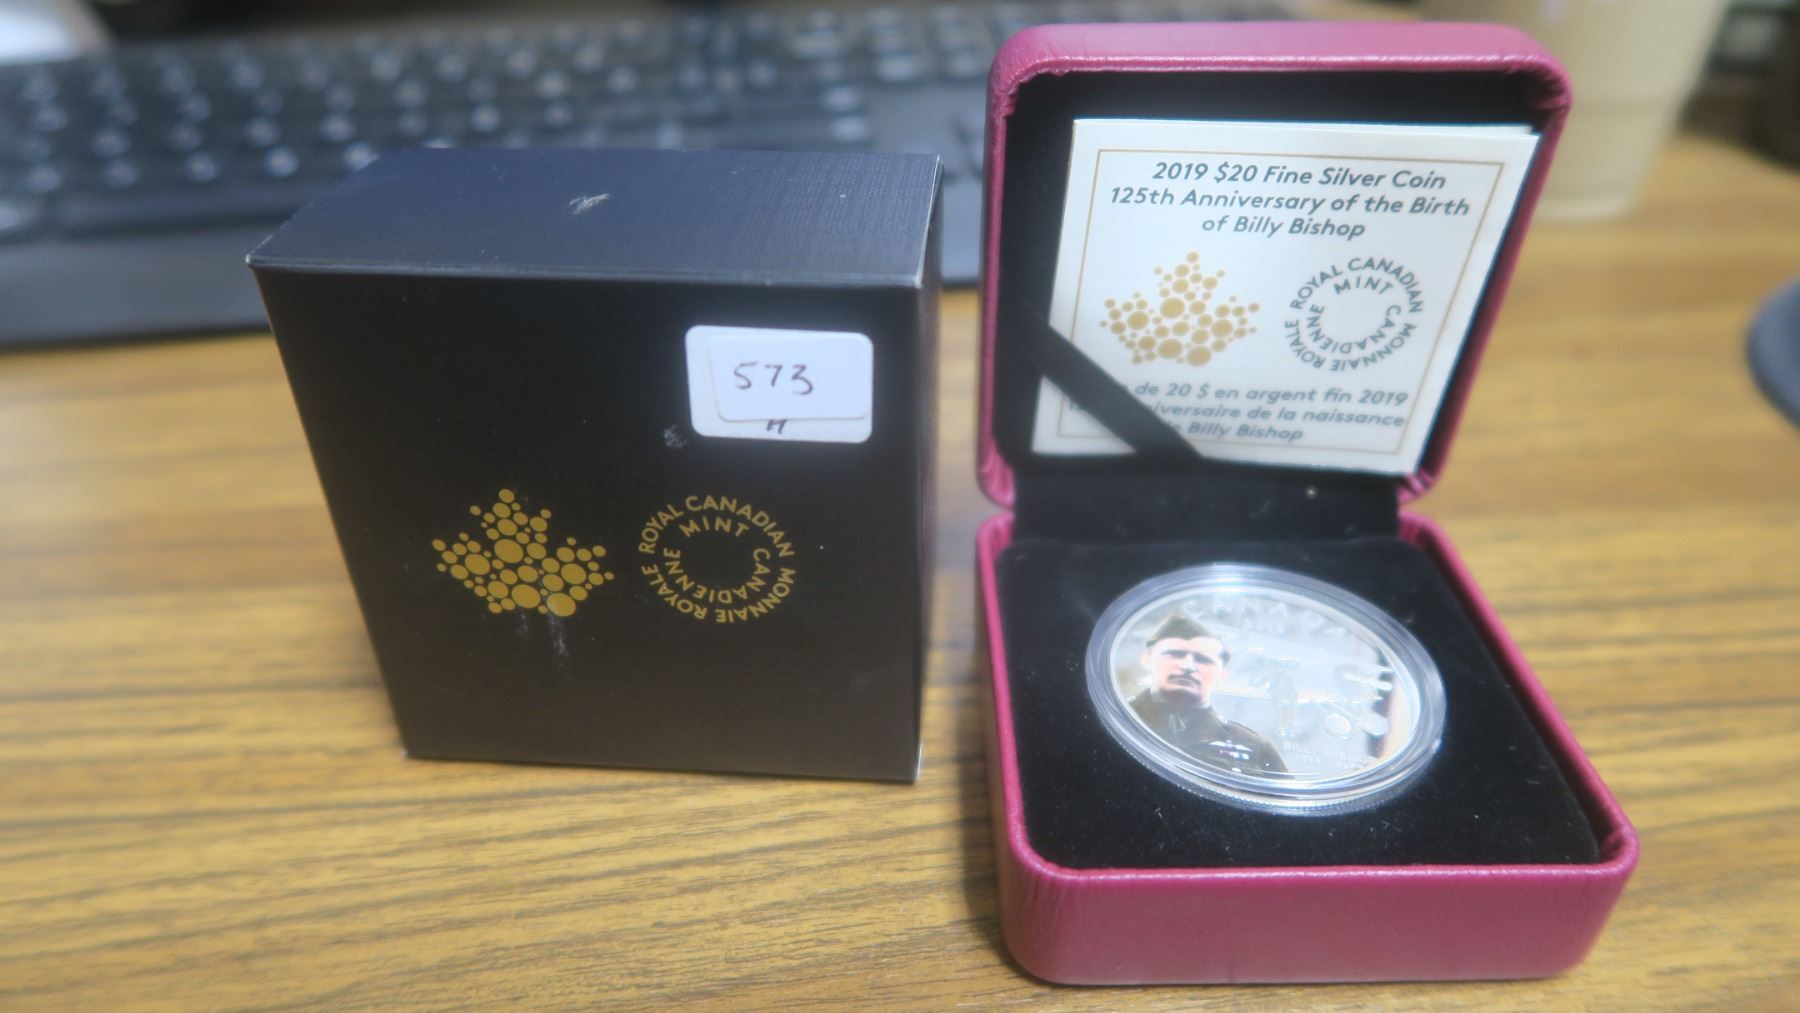 573
H
ROYAL CANADIAN MINT
MONNAIE ROYALE CANADIENNE
2019 $20 Fine Silver Coin
125th Anniversary of the Birth
of Billy Bishop
ROYAL CANADIAN MINT
MONNAIE ROYALE CANADIENNE
de 20 $ en argent fin 2019
de la naissance
Billy Bishop
CANADA
2019
BILLY BISHOP